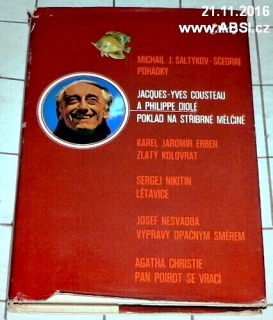 21.11.2016
www.ABSi.cz
MICHAIL J. SALTYKOV-ŠČEDRIN
POHÁDKY
JACQUES-YVES COUSTEAU
A PHILIPPE DIOLÉ
POKLAD NA STŘÍBRNÉ MĚLČINĚ
KAREL JAROMÍR ERBEN
ZLATÝ KOLOVRAT
SERGEJ NIKITIN
LÉTAVICE
JOSEF NESVADBA
VÝPRAVY OPAČNÝM SMĚREM
AGATHA CHRISTIE
PAN POIROT SE VRACÍ